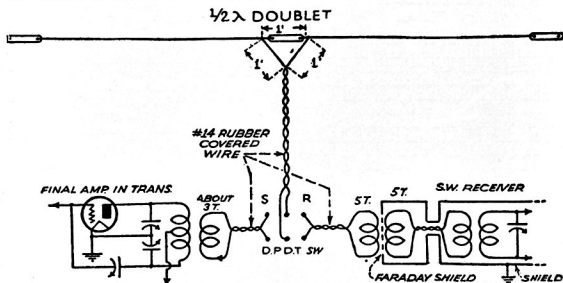 1/2 λ DOUBLET
1'
1'
1'
#14 RUBBER
COVERED
WIRE
FINAL AMP. IN TRANS.
ABOUT
3 T.
S
R
5T.
5T.
S.W. RECEIVER
D.P.D.T SW
FARADAY SHIELD
SHIELD